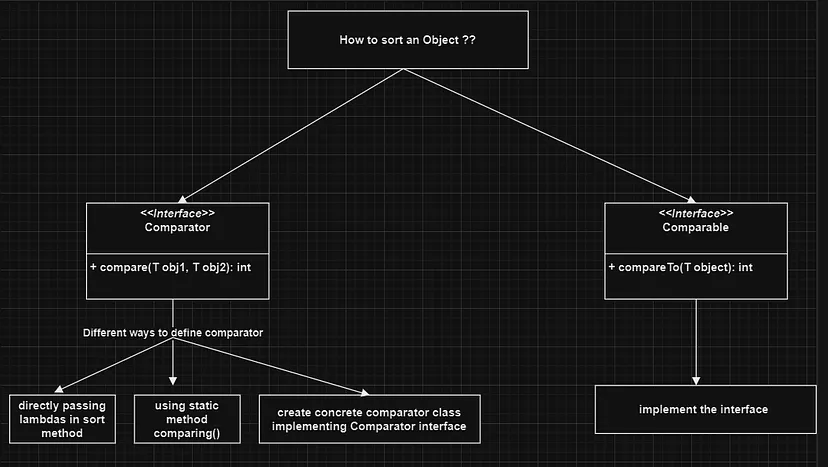 How to sort an Object ??
<<Interface>>
Comparator
+ compare(T obj1, T obj2): int
<<Interface>>
Comparable
+ compareTo(T object): int
Different ways to define comparator
directly passing
lambdas in sort
method
using static
method
comparing()
create concrete comparator class
implementing Comparator interface
implement the interface